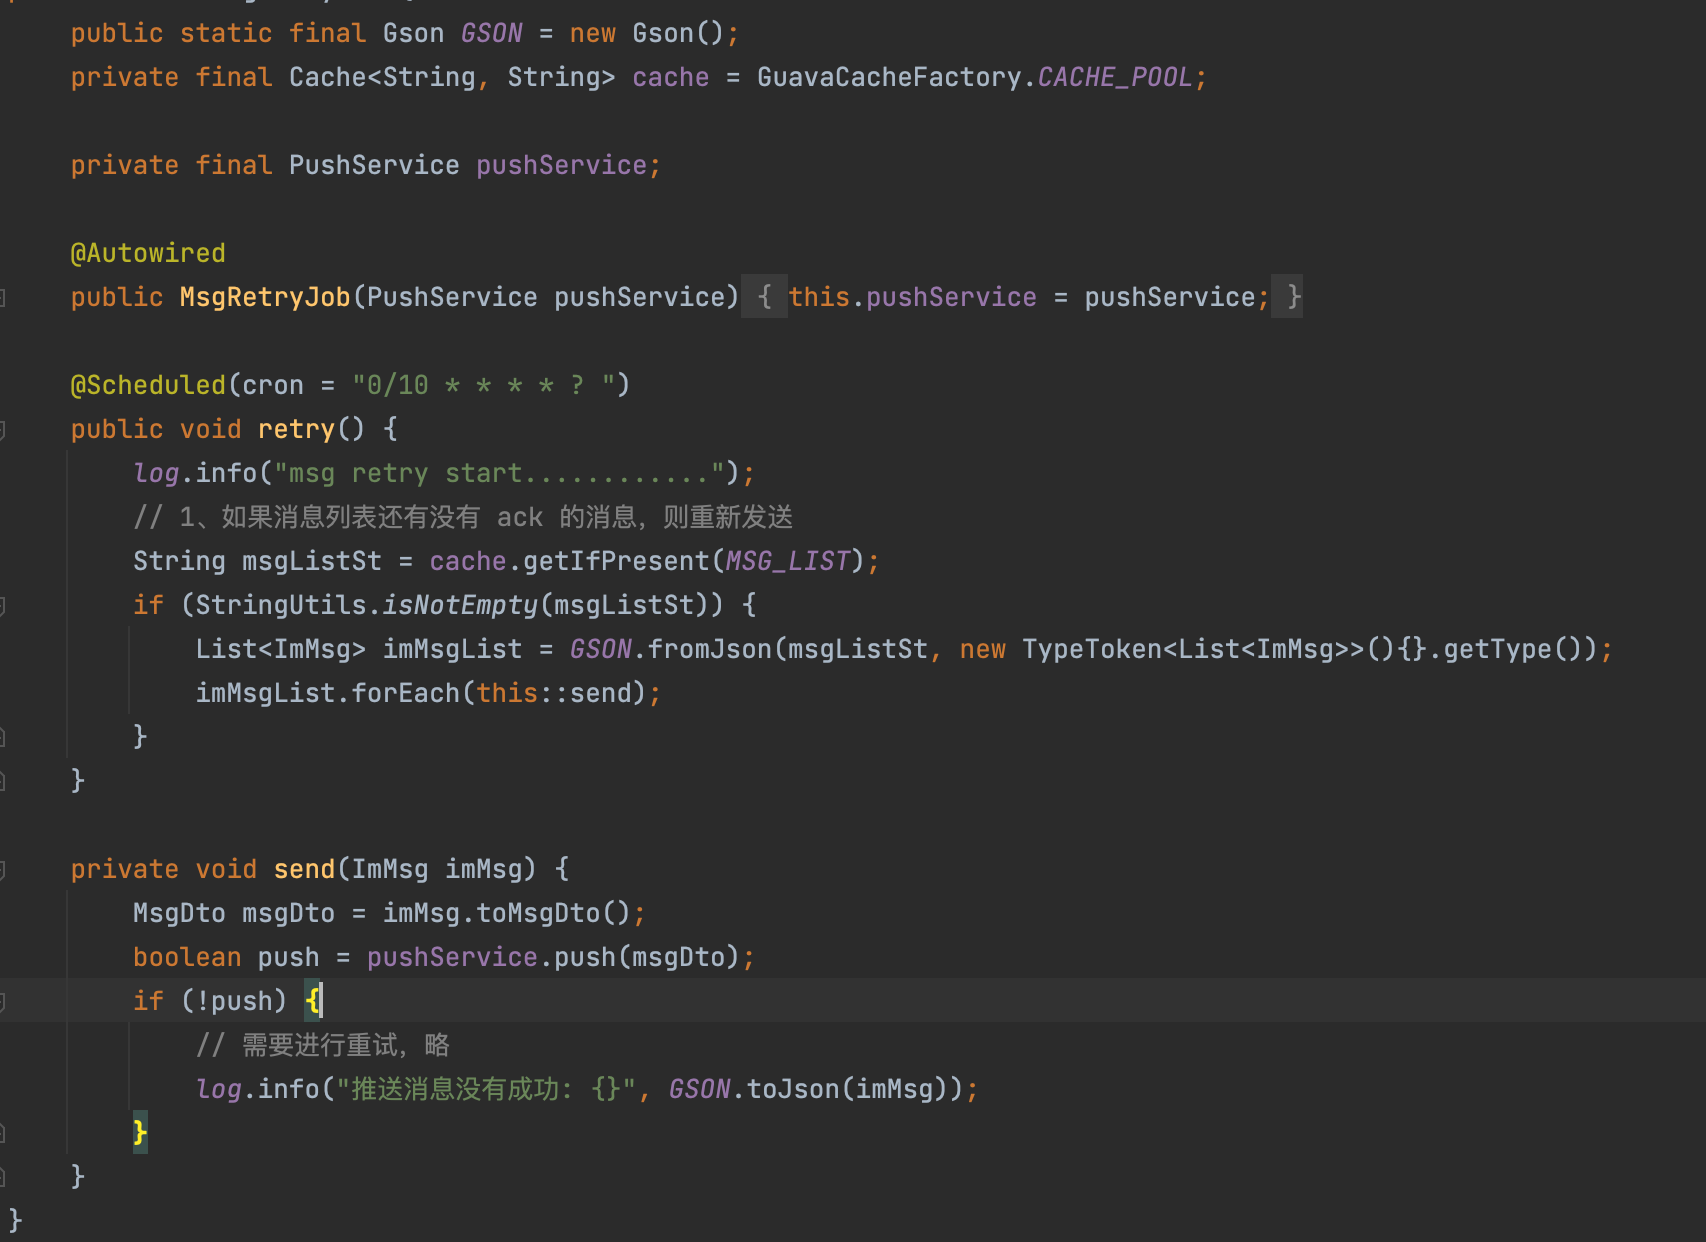 public static final Gson GSON = new Gson();
private final Cache<String, String> cache = GuavaCacheFactory.CACHE_POOL;
private final PushService pushService;
@Autowired
public MsgRetryJob(PushService pushService) { this.pushService = pushService; }
@Scheduled(cron = "0/10 * * * * ? ")
public void retry() {
log.info("msg retry start............");
// 1、如果消息列表还有没有 ack 的消息，则重新发送
String msgListSt = cache.getIfPresent(MSG_LIST);
if (StringUtils.isNotEmpty(msgListSt)) {
List<ImMsg> imMsgList = GSON.fromJson(msgListSt, new TypeToken<List<ImMsg>>(){}.getType());
imMsgList.forEach(this::send);
}
}
private void send(ImMsg imMsg) {
MsgDto msgDto = imMsg.toMsgDto();
boolean push = pushService.push(msgDto);
if (!push) {
// 需要进行重试，略
log.info("推送消息没有成功: {}", GSON.toJson(imMsg));
}
}
}